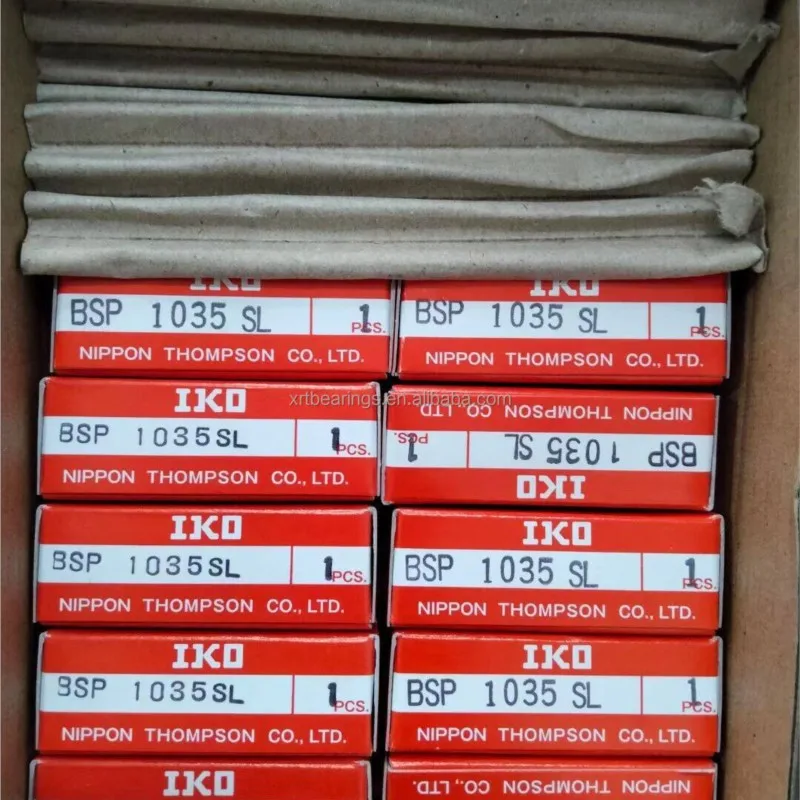 IKO
BSP 1035 SL 1 PCS.
NIPPON THOMPSON CO., LTD.
IKO
BSP 1035 SL 1 PCS.
NIPPON THOMPSON CO., LTD.
IKO
BSP 1035SL 1 PCS.
NIPPON THOMPSON CO., LTD.
IKO
BSP 1035 SL 1 PCS.
NIPPON THOMPSON CO., LTD.
xrtbearings.en.alibaba.com
IKO
BSP 1035SL 1 PCS.
NIPPON THOMPSON CO., LTD.
IKO
BSP 1035 SL 1 PCS.
NIPPON THOMPSON CO., LTD.
IKO
BSP 1035SL 1 PCS.
NIPPON THOMPSON CO., LTD.
IKO
BSP 1035 SL 1 PCS.
NIPPON THOMPSON CO., LTD.
IKO
NIPPON THOMPSON CO., LTD.